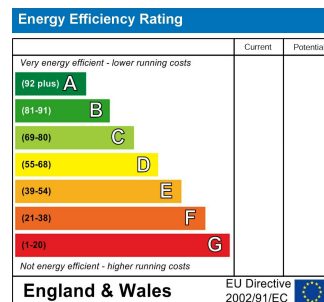 Energy Efficiency Rating
Current Potential
Very energy efficient - lower running costs
(92 plus) A
(81-91) B
(69-80) C
(55-68) D
(39-54) E
(21-38) F
(1-20) G
Not energy efficient - higher running costs
England & Wales
EU Directive
2002/91/EC